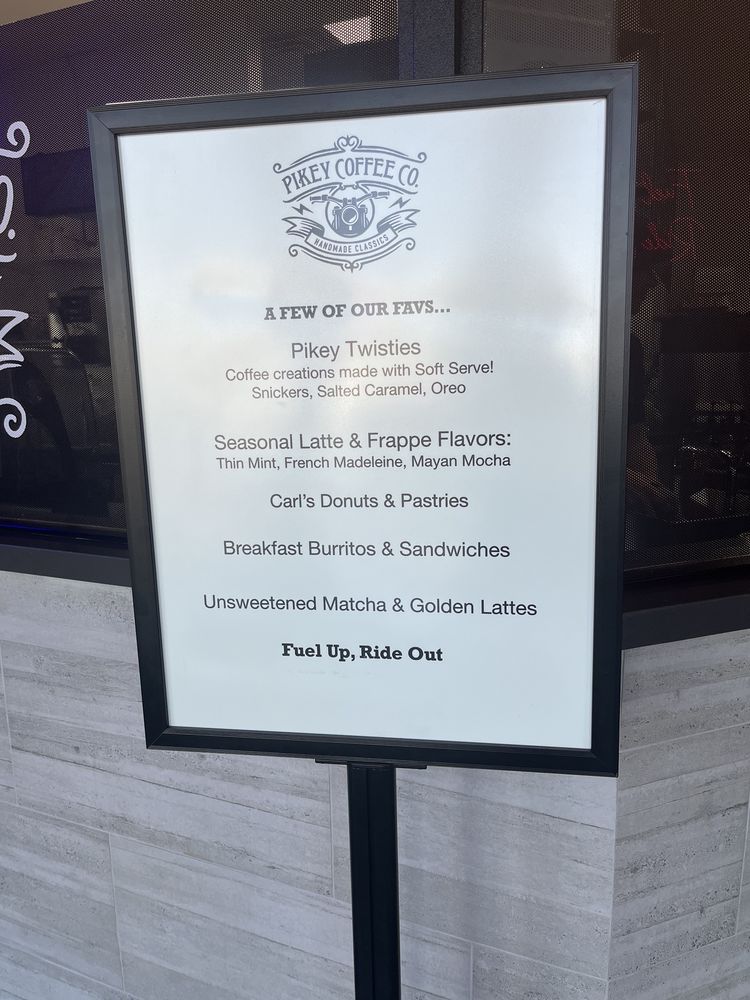 PIKEY COFFEE CO.
HANDMADE CLASSICS
A FEW OF OUR FAVS...
Pikey Twisties
Coffee creations made with Soft Serve!
Snickers, Salted Caramel, Oreo
Seasonal Latte & Frappe Flavors:
Thin Mint, French Madeleine, Mayan Mocha
Carl's Donuts & Pastries
Breakfast Burritos & Sandwiches
Unsweetened Matcha & Golden Lattes
Fuel Up, Ride Out
Fuel
Ride